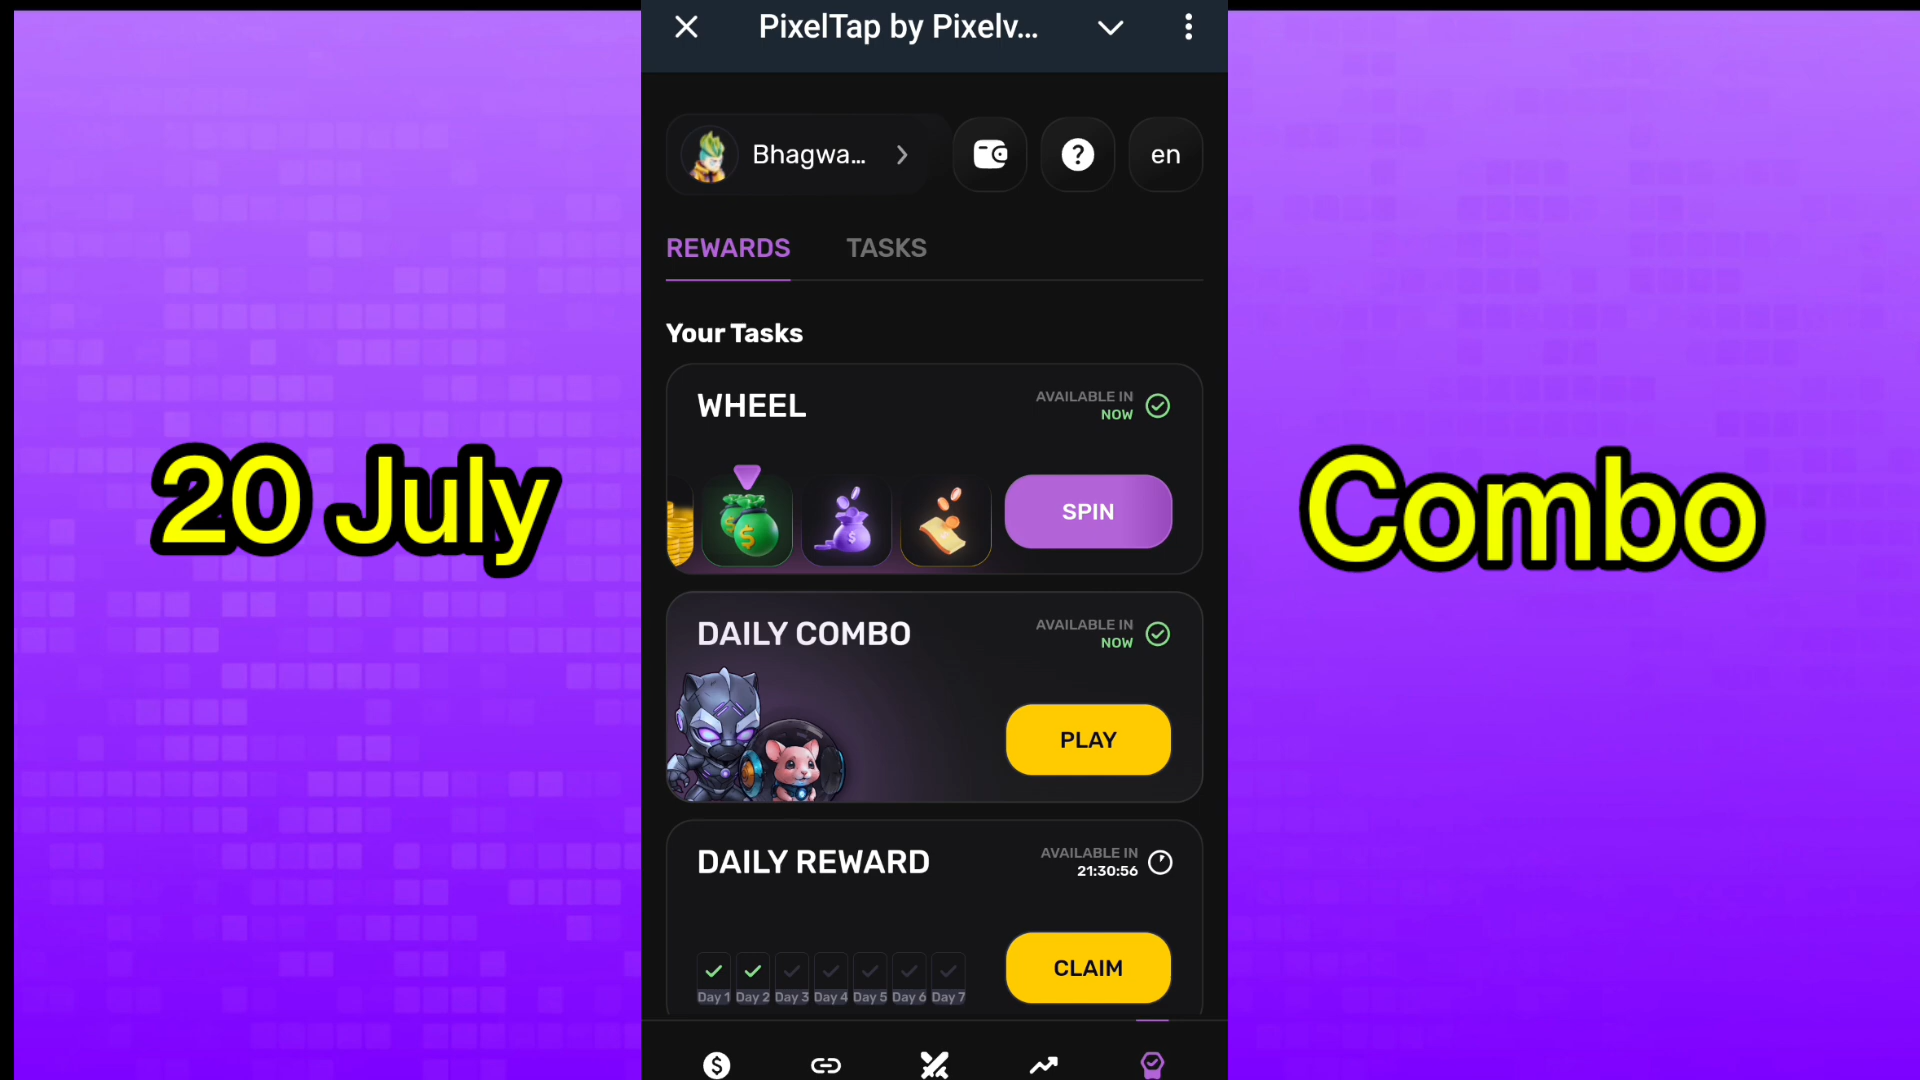 PixelTap by Pixelv...
Bhagwa...
en
REWARDS
TASKS
Your Tasks
WHEEL
AVAILABLE IN
NOW
SPIN
DAILY COMBO
AVAILABLE IN
NOW
PLAY
DAILY REWARD
AVAILABLE IN
21:30:56
Day 1 Day 2 Day 3 Day 4 Day 5 Day 6 Day 7
CLAIM
20 July
Combo